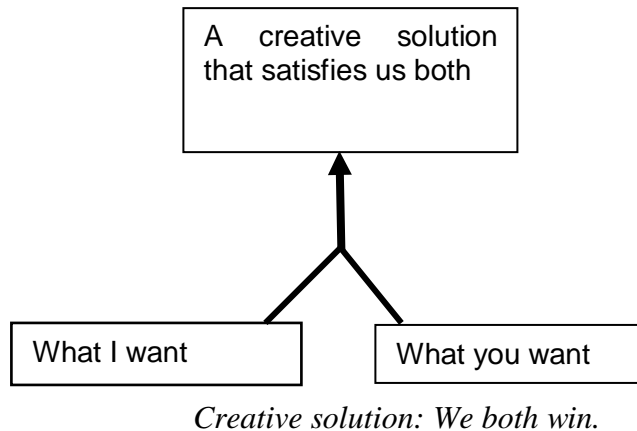 A creative solution
that satisfies us both
What I want
What you want
Creative solution: We both win.